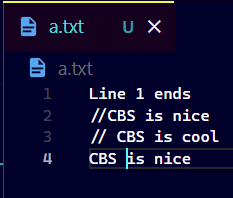 a.txt U
a.txt
1 Line 1 ends
2 //CBS is nice
3 // CBS is cool
4 CBS is nice